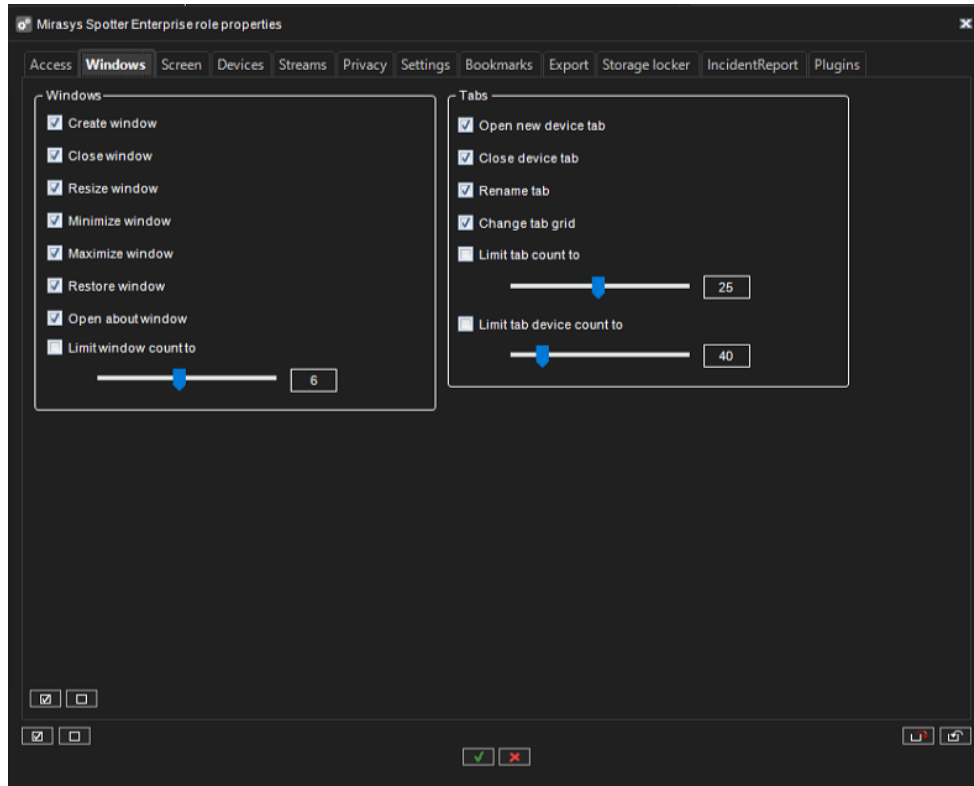 Mirasys Spotter Enterprise role properties
Access Windows Screen Devices Streams Privacy Settings Bookmarks Export Storage locker IncidentReport Plugins
Windows
Create window
Close window
Resize window
Minimize window
Maximize window
Restore window
Open about window
Limit window count to
6
Tabs
Open new device tab
Close device tab
Rename tab
Change tab grid
Limit tab count to
25
Limit tab device count to
40